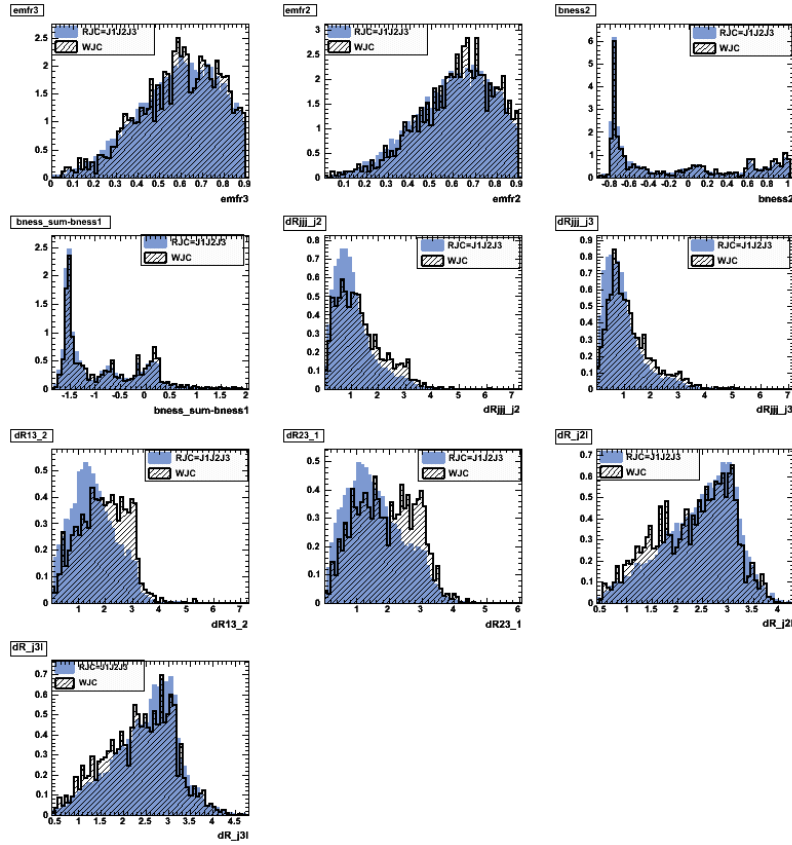 emfr3
RJC=J1J2J3
WJC
2.5
2
1.5
1
0.5
0
0 0.1 0.2 0.3 0.4 0.5 0.6 0.7 0.8 0.9
emfr3
emfr2
RJC=J1J2J3
WJC
3
2.5
2
1.5
1
0.5
0
0.1 0.2 0.3 0.4 0.5 0.6 0.7 0.8 0.9
emfr2
bness2
RJC=J1J2J3
WJC
6
5
4
3
2
1
0
-0.8 -0.6 -0.4 -0.2 0 0.2 0.4 0.6 0.8 1
bness2
bness_sum-bness1
RJC=J1J2J3
WJC
2.5
2
1.5
1
0.5
0
-1.5 -1 -0.5 0 0.5 1 1.5 2
bness_sum-bness1
dRjjj_j2
RJC=J1J2J3
WJC
0.8
0.7
0.6
0.5
0.4
0.3
0.2
0.1
0
1 2 3 4 5 6 7
dRjjj_j2
dRjjj_j3
RJC=J1J2J3
WJC
0.9
0.8
0.7
0.6
0.5
0.4
0.3
0.2
0.1
0
1 2 3 4 5 6 7
dRjjj_j3
dR13_2
RJC=J1J2J3
WJC
0.5
0.4
0.3
0.2
0.1
0
1 2 3 4 5 6 7
dR13_2
dR23_1
RJC=J1J2J3
WJC
0.5
0.4
0.3
0.2
0.1
0
1 2 3 4 5 6
dR23_1
dR_j2l
RJC=J1J2J3
WJC
0.7
0.6
0.5
0.4
0.3
0.2
0.1
0
0.5 1 1.5 2 2.5 3 3.5 4
dR_j2l
dR_j3l
RJC=J1J2J3
WJC
0.7
0.6
0.5
0.4
0.3
0.2
0.1
0
0.5 1 1.5 2 2.5 3 3.5 4 4.5
dR_j3l